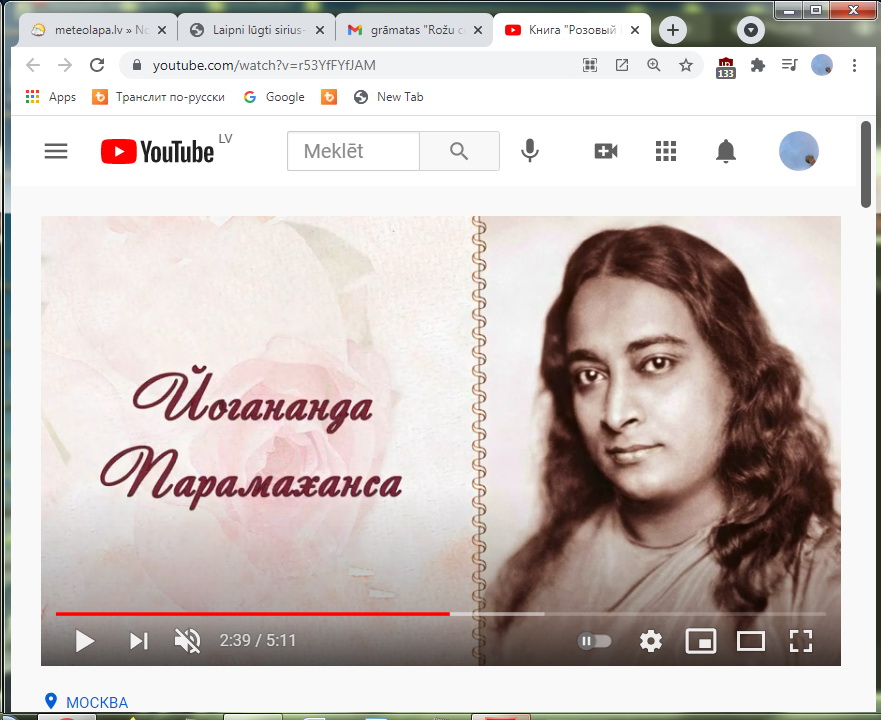 meteolapa.lv » No
Laipni lūgti sirius-
grāmatas "Rožu c
Книга "Розовый
youtube.com/watch?v=r53YfFYfJAM
133
Apps
Транслит по-русски
Google
New Tab
YouTube LV
Meklēt
Йогананда
Парамаханса
2:39 / 5:11
МОСКВА